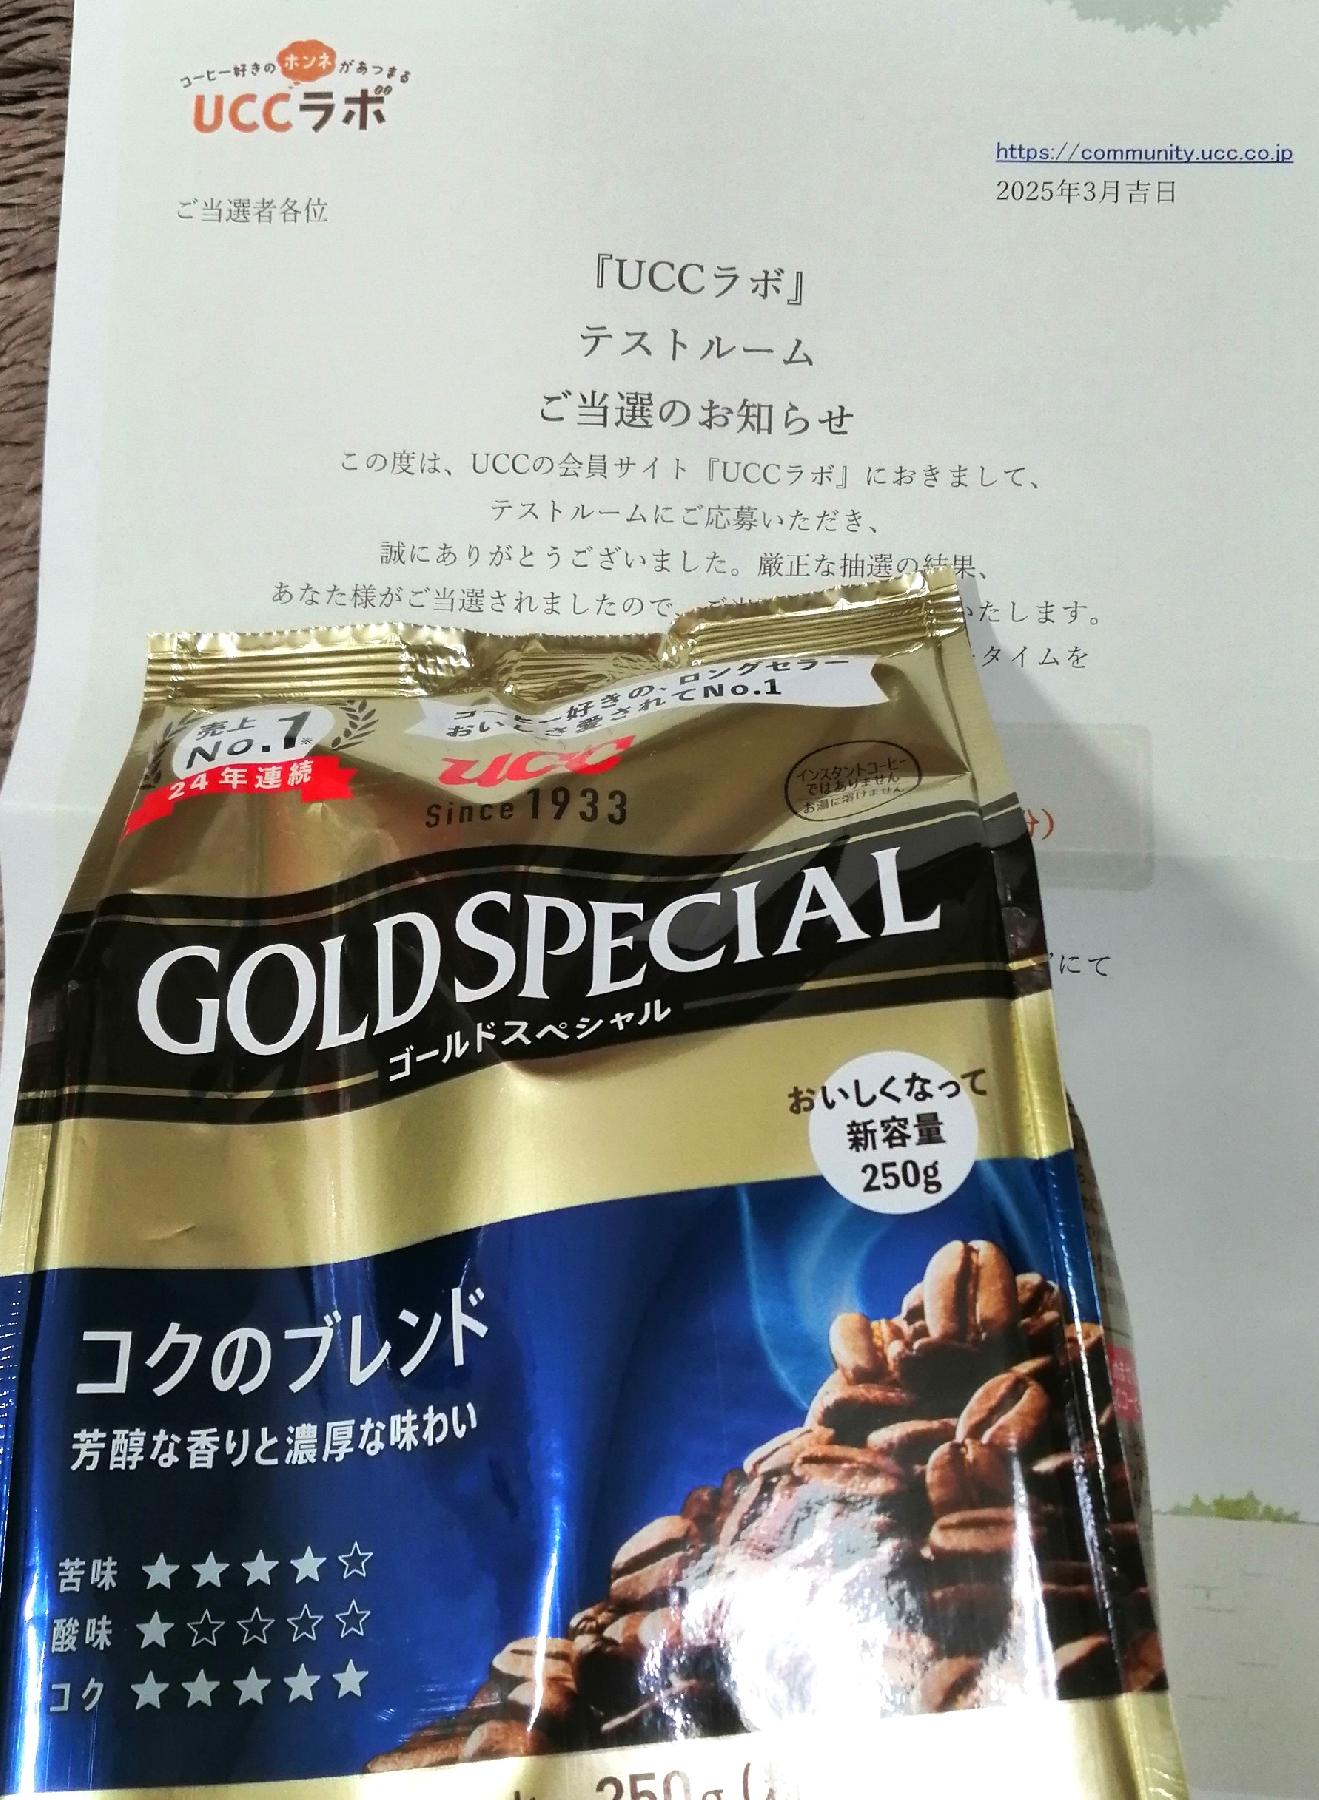 コーヒー好きのホンネがあつまる
UCCラボ
https://community.ucc.co.jp
2025年3月吉日
ご当選者各位
『UCCラボ』
テストルーム
ご当選のお知らせ
この度は、UCCの会員サイト『UCCラボ』におきまして、
テストルームにご応募いただき、
誠にありがとうございました。厳正な抽選の結果、
あなた様がご当選されましたので、
いたします。
タイムを
分）
にて
売上
No.1※
24年連続
コーヒー好きの、ロングセラー
おいしさ愛されてNo.1
UCC
Since 1933
インスタントコーヒー
ではありません
お湯に溶けません
GOLD SPECIAL
ゴールドスペシャル
おいしくなって
新容量
250g
コクのブレンド
芳醇な香りと濃厚な味わい
苦味 ★★★★☆
酸味 ★☆☆☆☆
コク ★★★★★
250g